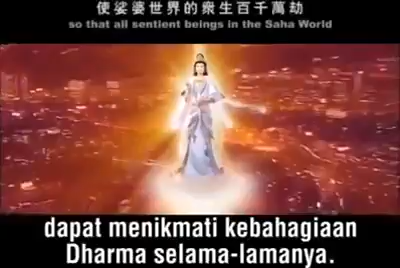 使娑婆世界的眾生百千萬劫
so that all sentient beings in the Saha World
dapat menikmati kebahagiaan
Dharma selama-lamanya.